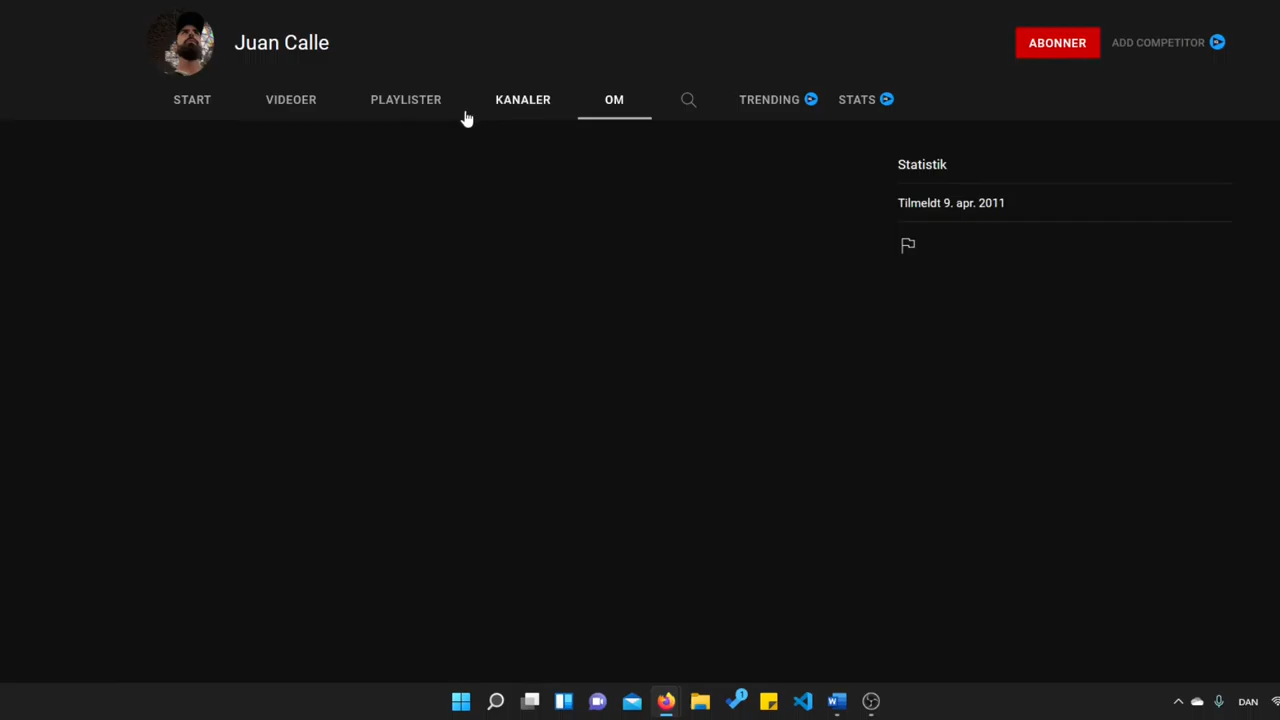 Juan Calle
ABONNER
ADD COMPETITOR
START
VIDEOER
PLAYLISTER
KANALER
OM
TRENDING
STATS
Statistik
Tilmeldt 9. apr. 2011
DAN